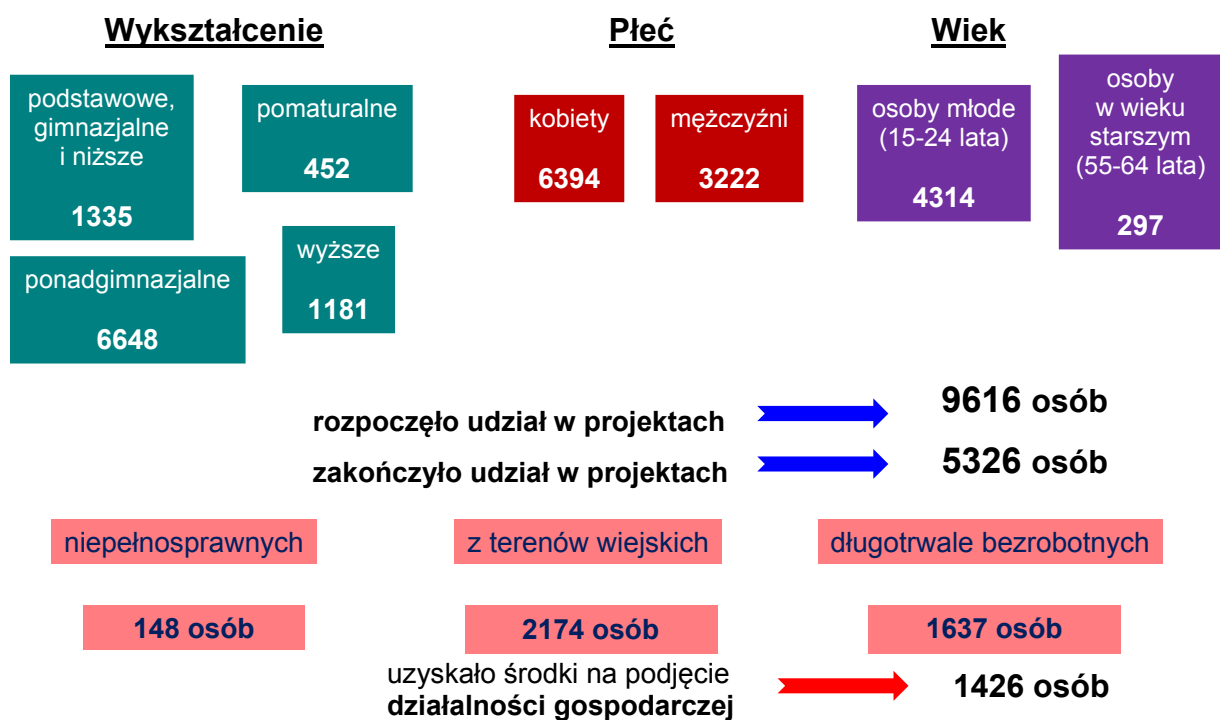 Wykształcenie
Płeć
Wiek
podstawowe,
gimnazjalne
i niższe
1335
pomaturalne
452
ponadgimnazjalne
6648
wyższe
1181
kobiety
6394
mężczyźni
3222
osoby młode
(15-24 lata)
4314
osoby
w wieku
starszym
(55-64 lata)
297
rozpoczęło udział w projektach
9616 osób
zakończyło udział w projektach
5326 osób
niepełnosprawnych
z terenów wiejskich
długotrwale bezrobotnych
148 osób
2174 osób
1637 osób
uzyskało środki na podjęcie
działalności gospodarczej
1426 osób